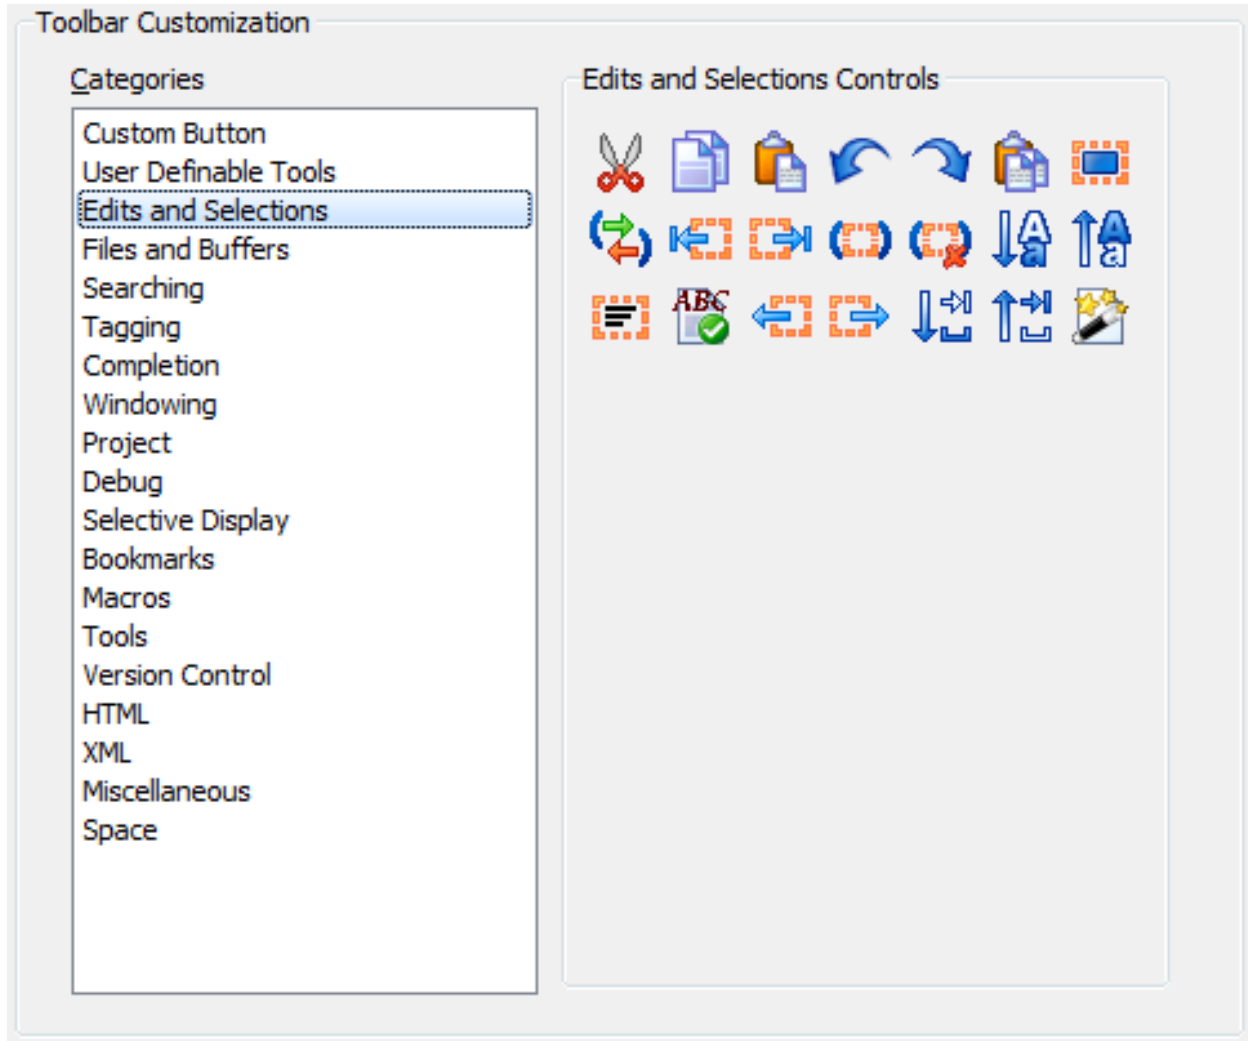 Toolbar Customization
Categories
Edits and Selections Controls
Custom Button
User Definable Tools
Edits and Selections
Files and Buffers
Searching
Tagging
Completion
Windowing
Project
Debug
Selective Display
Bookmarks
Macros
Tools
Version Control
HTML
XML
Miscellaneous
Space
A
a
A
a
ABC